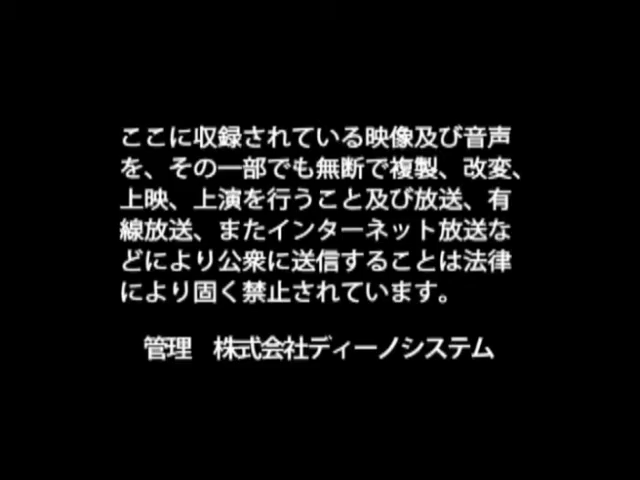 ここに収録されている映像及び音声
を、その一部でも無断で複製、改変、
上映、上演を行うこと及び放送、有
線放送、またインターネット放送な
どにより公衆に送信することは法律
により固く禁止されています。
管理　株式会社ディーノシステム